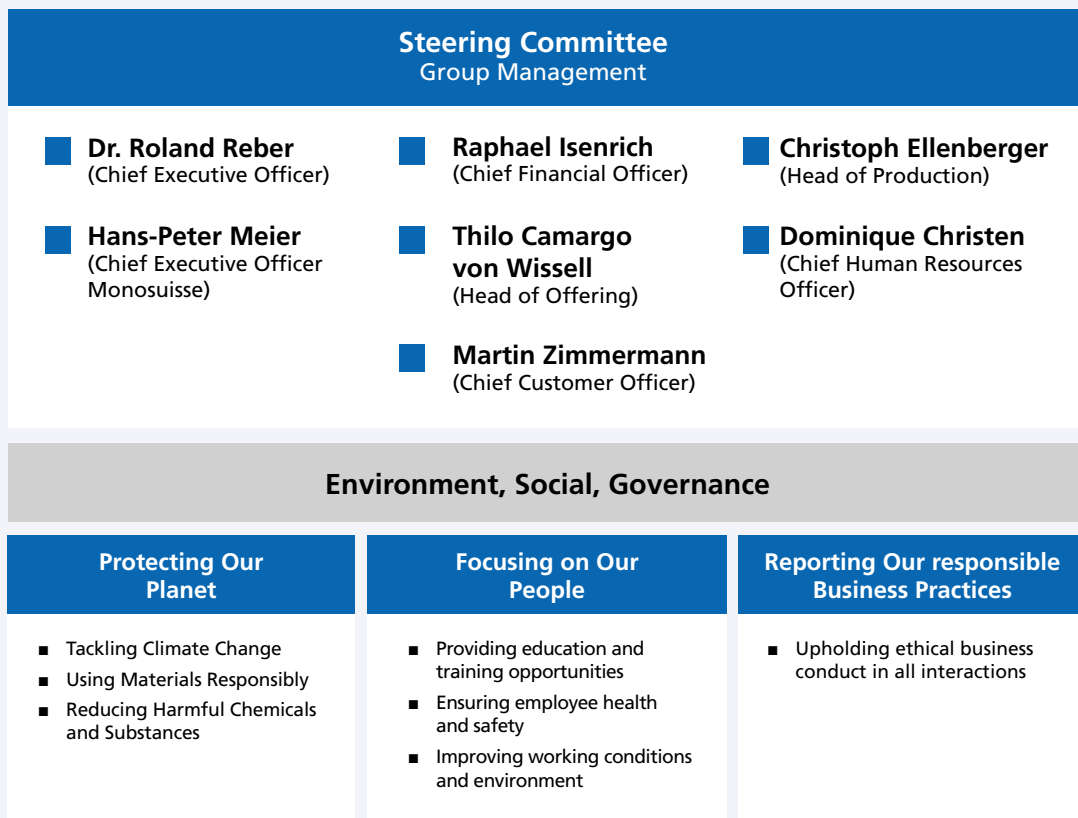 Steering Committee
Group Management
Dr. Roland Reber
(Chief Executive Officer)
Raphael Isenrich
(Chief Financial Officer)
Christoph Ellenberger
(Head of Production)
Hans-Peter Meier
(Chief Executive Officer
Monosuisse)
Thilo Camargo
von Wissell
(Head of Offering)
Dominique Christen
(Chief Human Resources
Officer)
Martin Zimmermann
(Chief Customer Officer)
Environment, Social, Governance
Protecting Our
Planet
■ Tackling Climate Change
■ Using Materials Responsibly
■ Reducing Harmful Chemicals
and Substances
Focusing on Our
People
■ Providing education and
training opportunities
■ Ensuring employee health
and safety
■ Improving working conditions
and environment
Reporting Our responsible
Business Practices
■ Upholding ethical business
conduct in all interactions